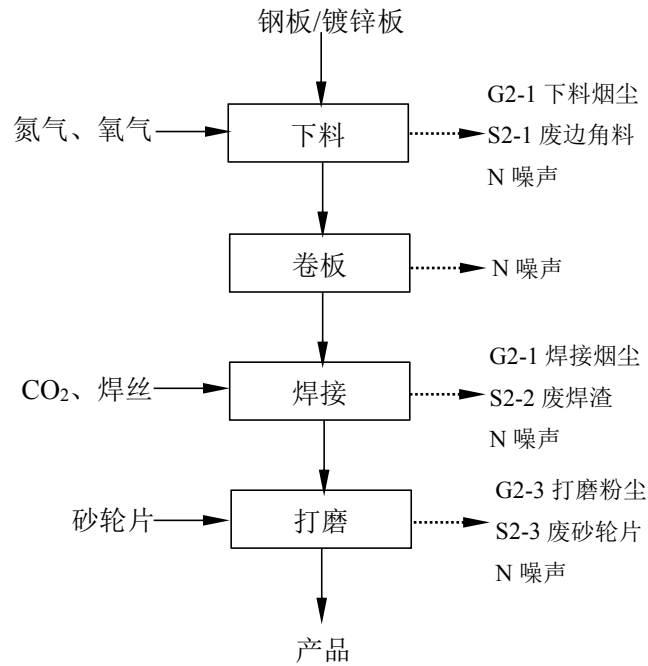 钢板/镀锌板
氮气、氧气
下料
G2-1 下料烟尘
S2-1 废边角料
N 噪声
卷板
N 噪声
CO₂、焊丝
焊接
G2-1 焊接烟尘
S2-2 废焊渣
N 噪声
砂轮片
打磨
G2-3 打磨粉尘
S2-3 废砂轮片
N 噪声
产品